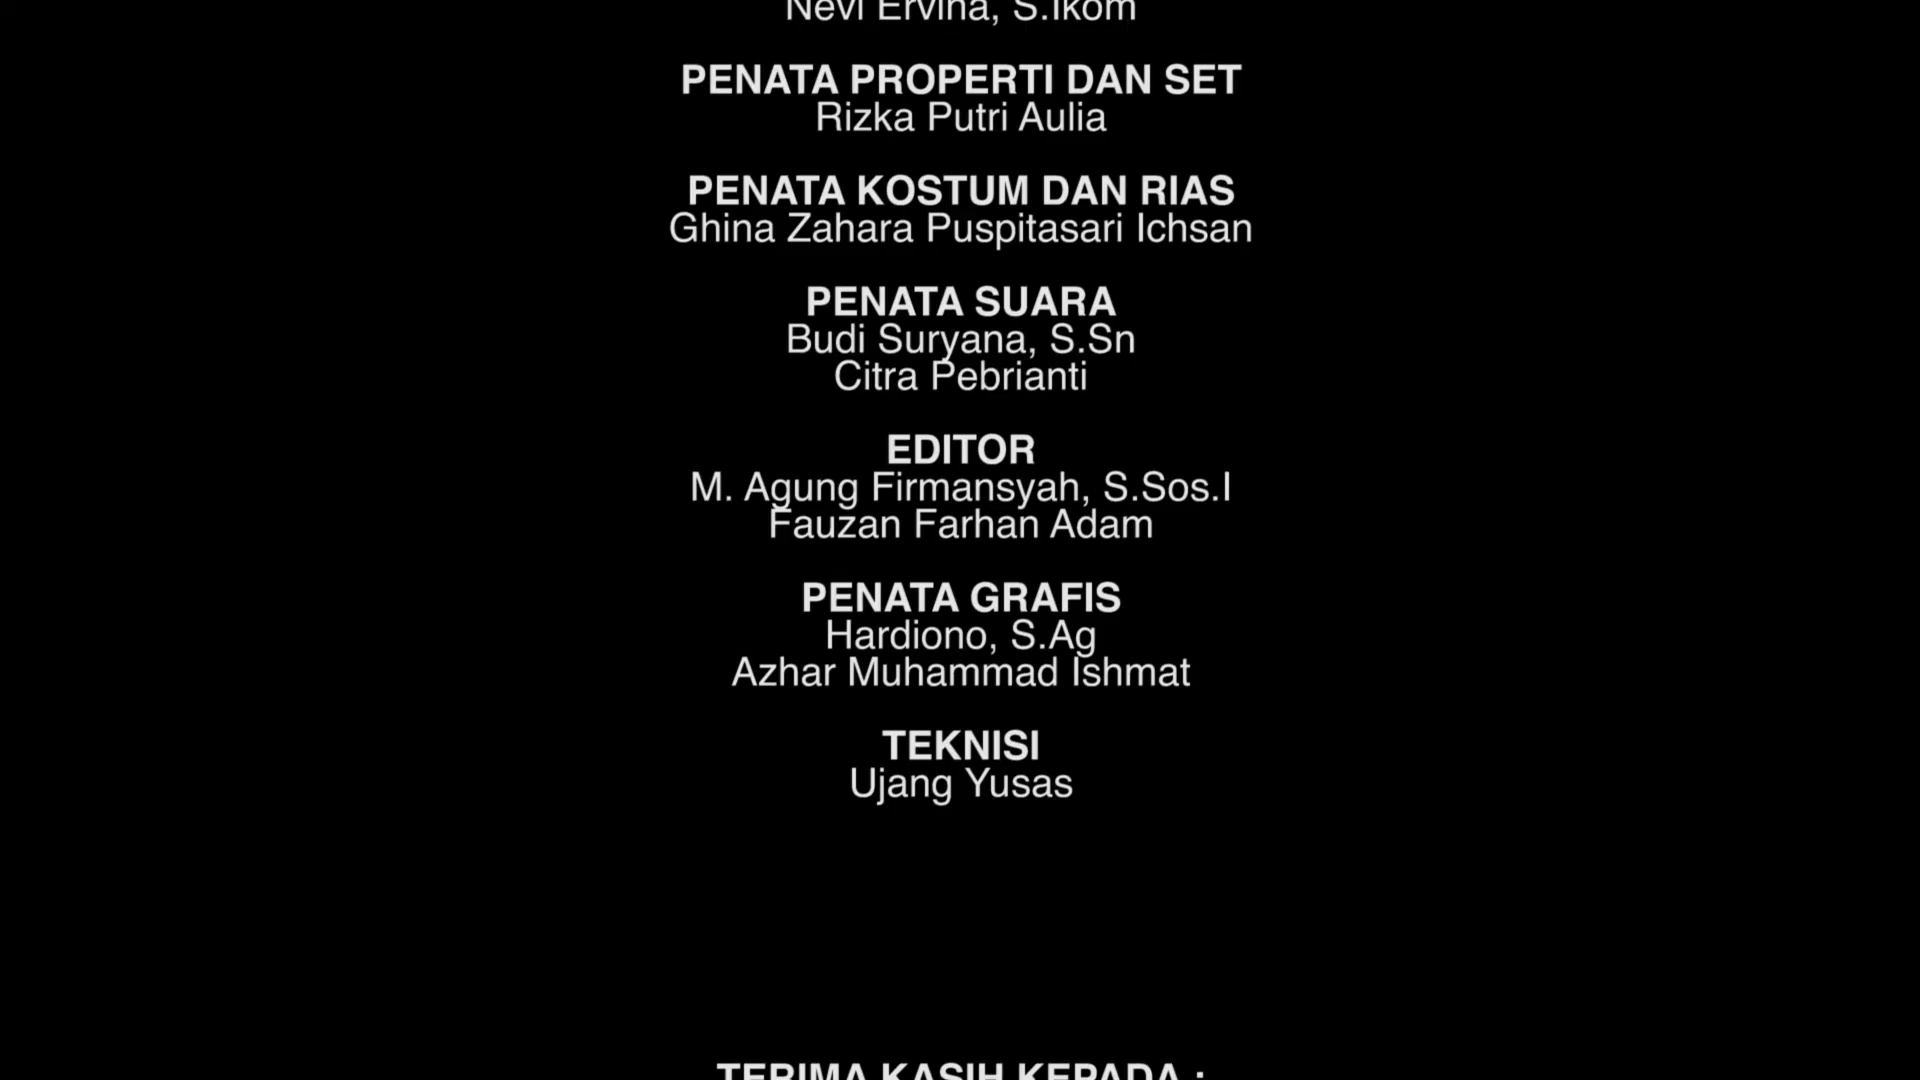 Nevi Ervina, S.Ikom
PENATA PROPERTI DAN SET
Rizka Putri Aulia
PENATA KOSTUM DAN RIAS
Ghina Zahara Puspitasari Ichsan
PENATA SUARA
Budi Suryana, S.Sn
Citra Pebrianti
EDITOR
M. Agung Firmansyah, S.Sos.I
Fauzan Farhan Adam
PENATA GRAFIS
Hardiono, S.Ag
Azhar Muhammad Ishmat
TEKNISI
Ujang Yusas
TERIMA KASIH KEPADA :